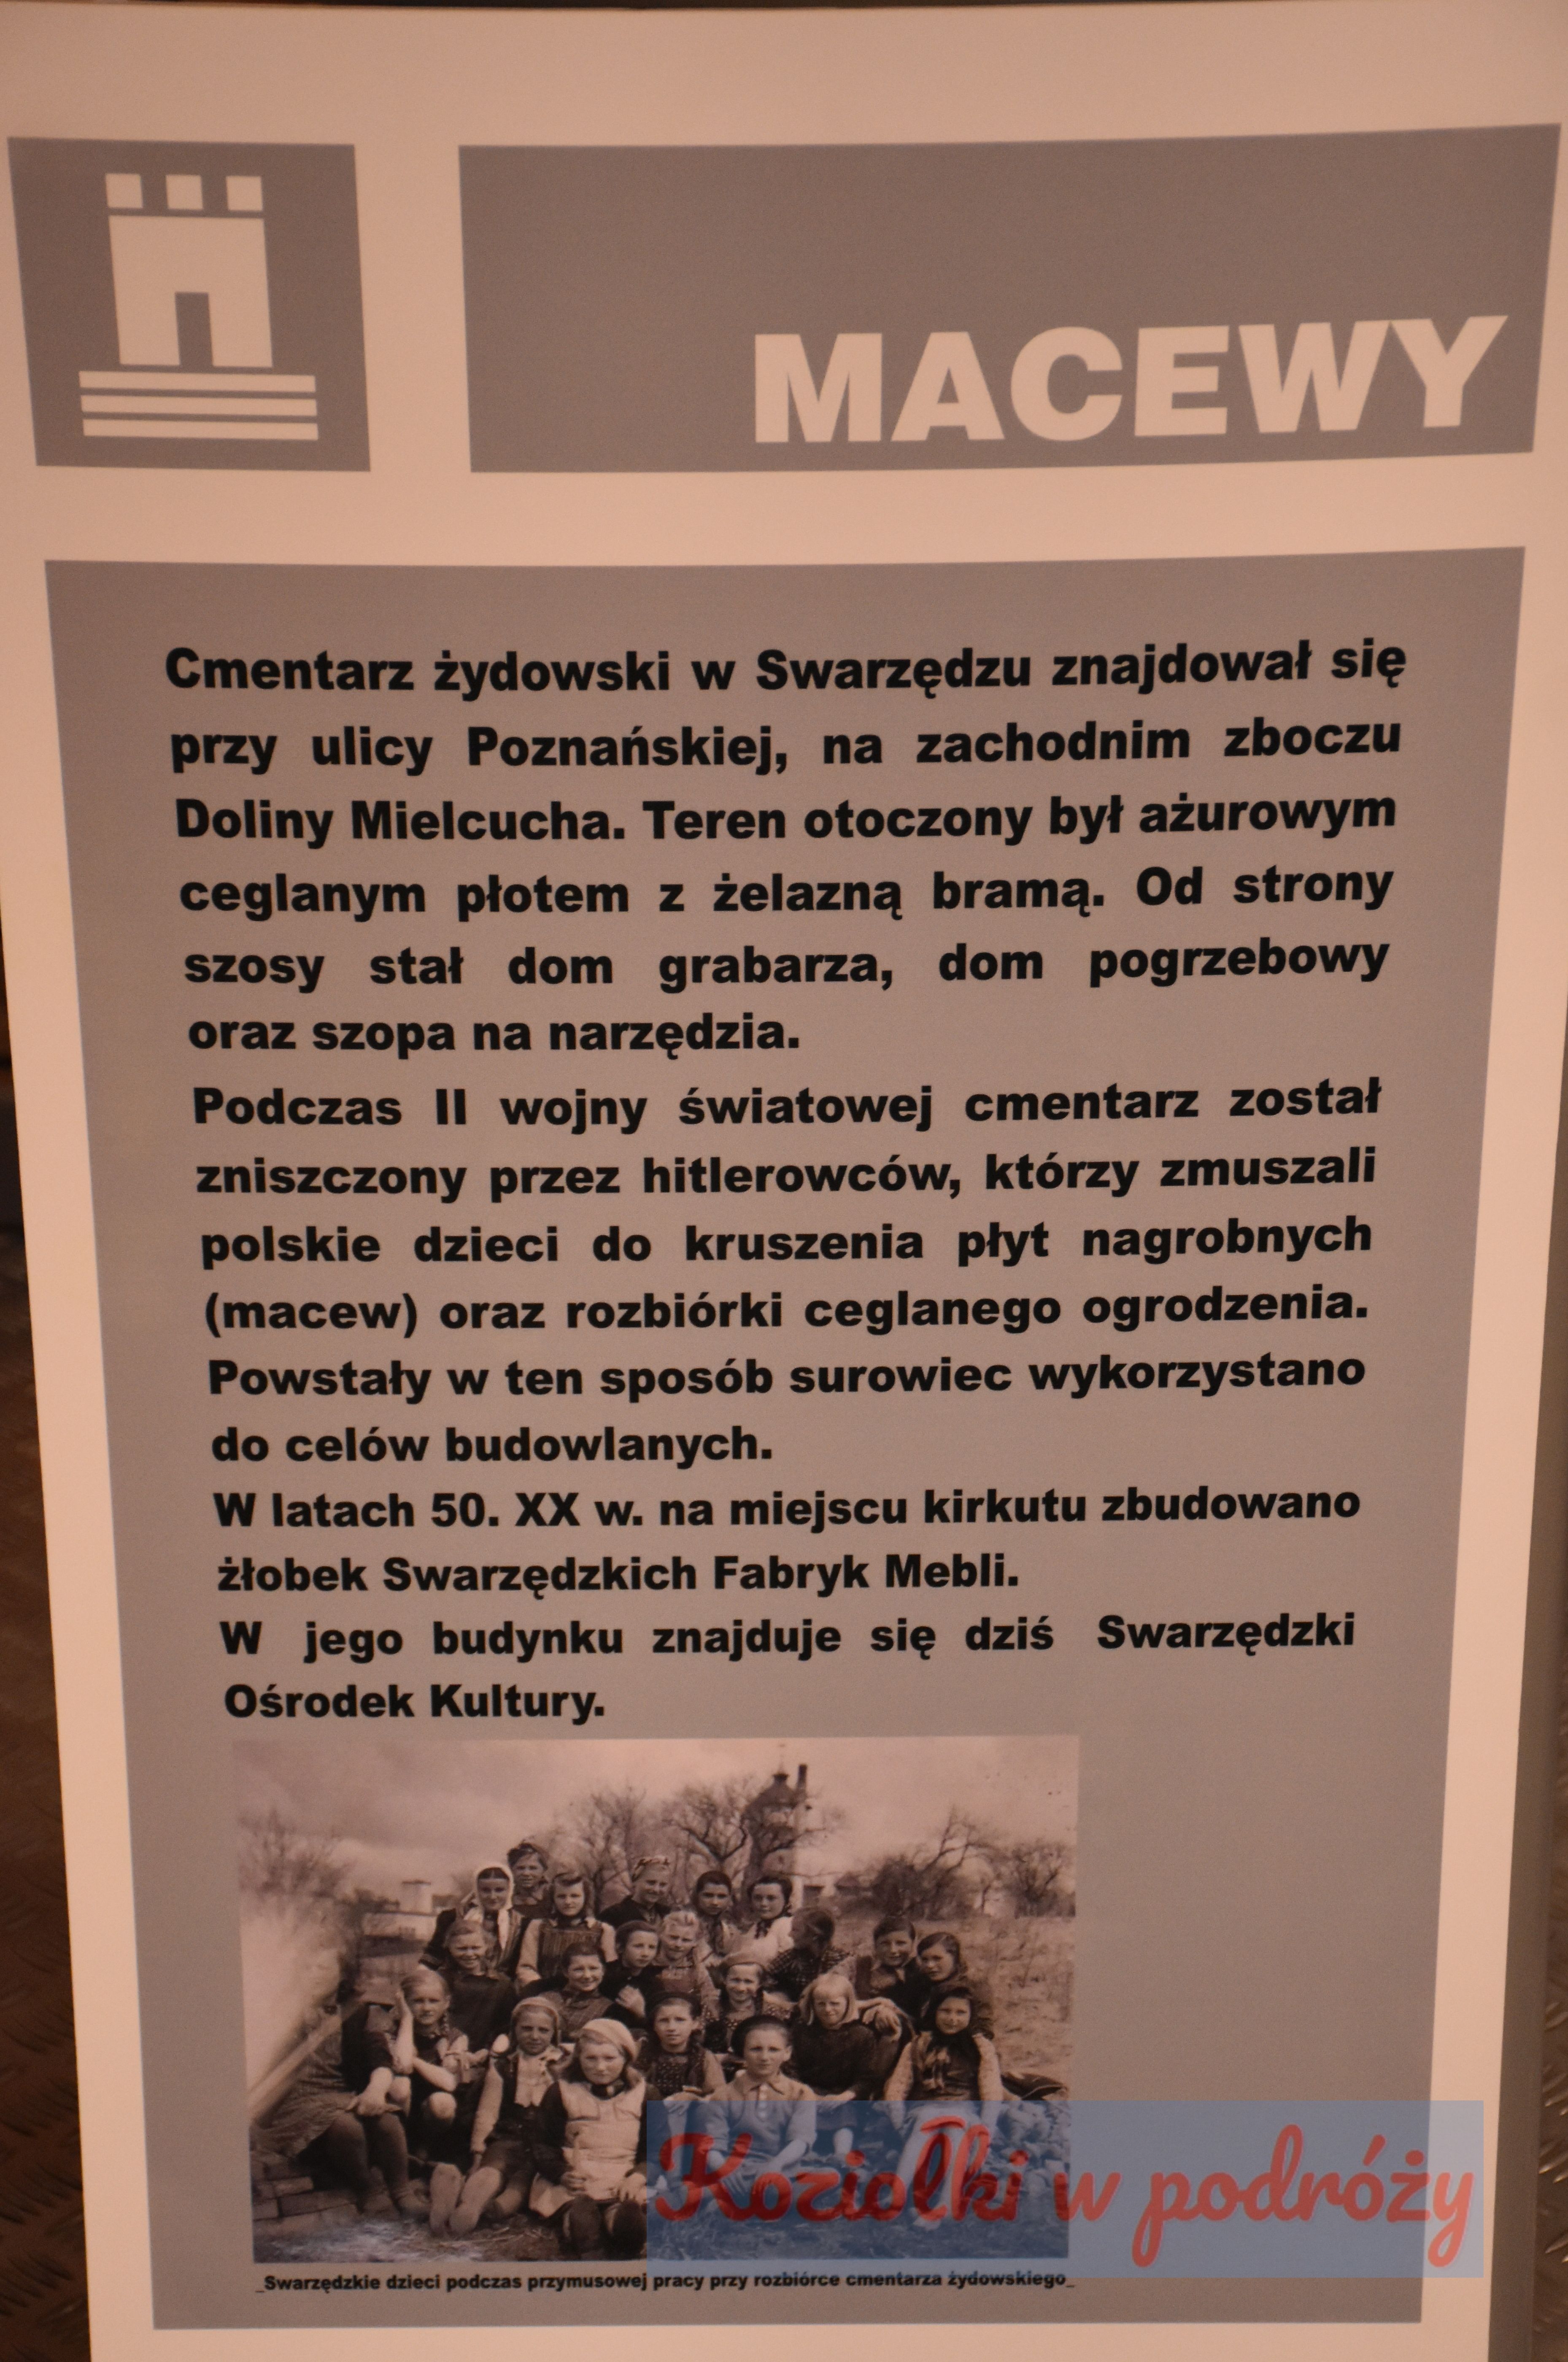 MACEWY
Cmentarz żydowski w Swarzędzu znajdował się
przy ulicy Poznańskiej, na zachodnim zboczu
Doliny Mielcucha. Teren otoczony był ażurowym
ceglanym płotem z żelazną bramą. Od strony
szosy stał dom grabarza, dom pogrzebowy
oraz szopa na narzędzia.
Podczas II wojny światowej cmentarz został
zniszczony przez hitlerowców, którzy zmuszali
polskie dzieci do kruszenia płyt nagrobnych
(macew) oraz rozbiórki ceglanego ogrodzenia.
Powstały w ten sposób surowiec wykorzystano
do celów budowlanych.
W latach 50. XX w. na miejscu kirkutu zbudowano
żłobek Swarzędzkich Fabryk Mebli.
W jego budynku znajduje się dziś Swarzędzki
Ośrodek Kultury.
Koziołki w podróży
_Swarzędzkie dzieci podczas przymusowej pracy przy rozbiórce cmentarza żydowskiego_